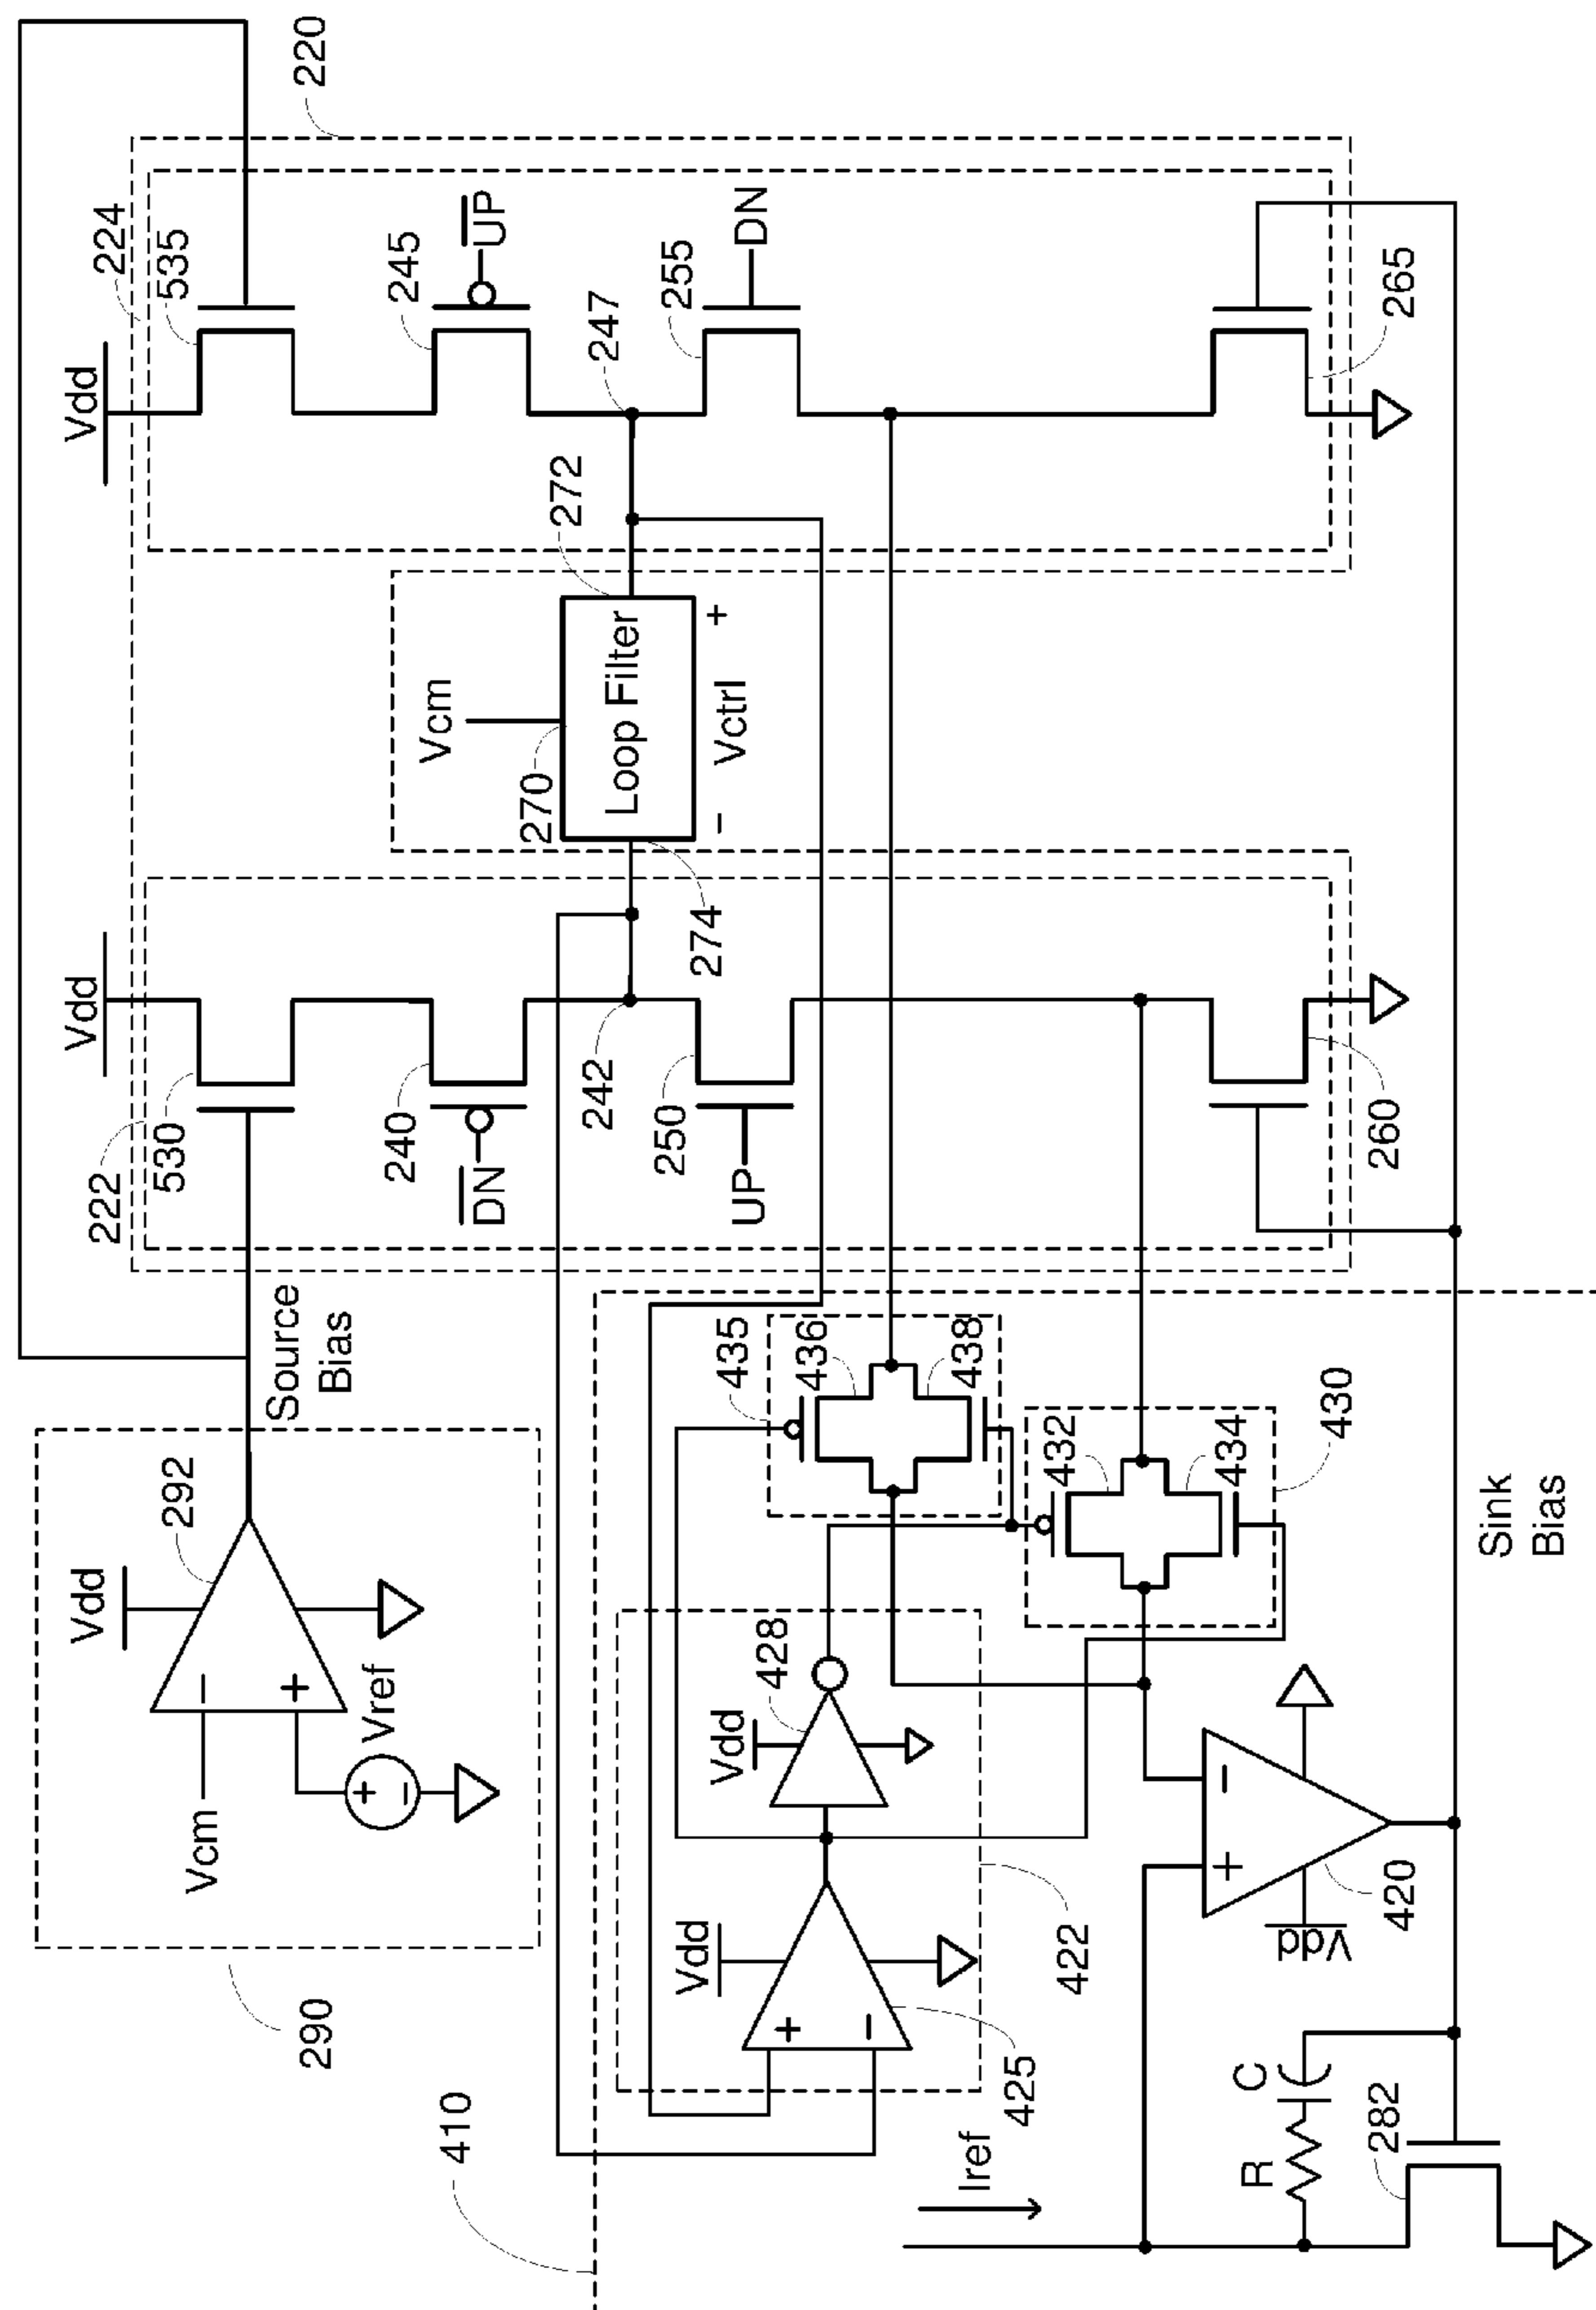 220
224
222
Vdd
Vdd
535
530
Vdd
292
−
+
Vcm
Vref
+
−
290
Source
Bias
245
U̅P̅
240
D̅N̅
Vcm
270
272
Loop Filter
− Vctrl +
247
242
274
255
DN
250
UP
265
260
410
435
436
438
432
434
430
Vdd
428
Vdd
+
−
425
422
Iref
+
−
Vdd
420
R
C
282
Sink
Bias